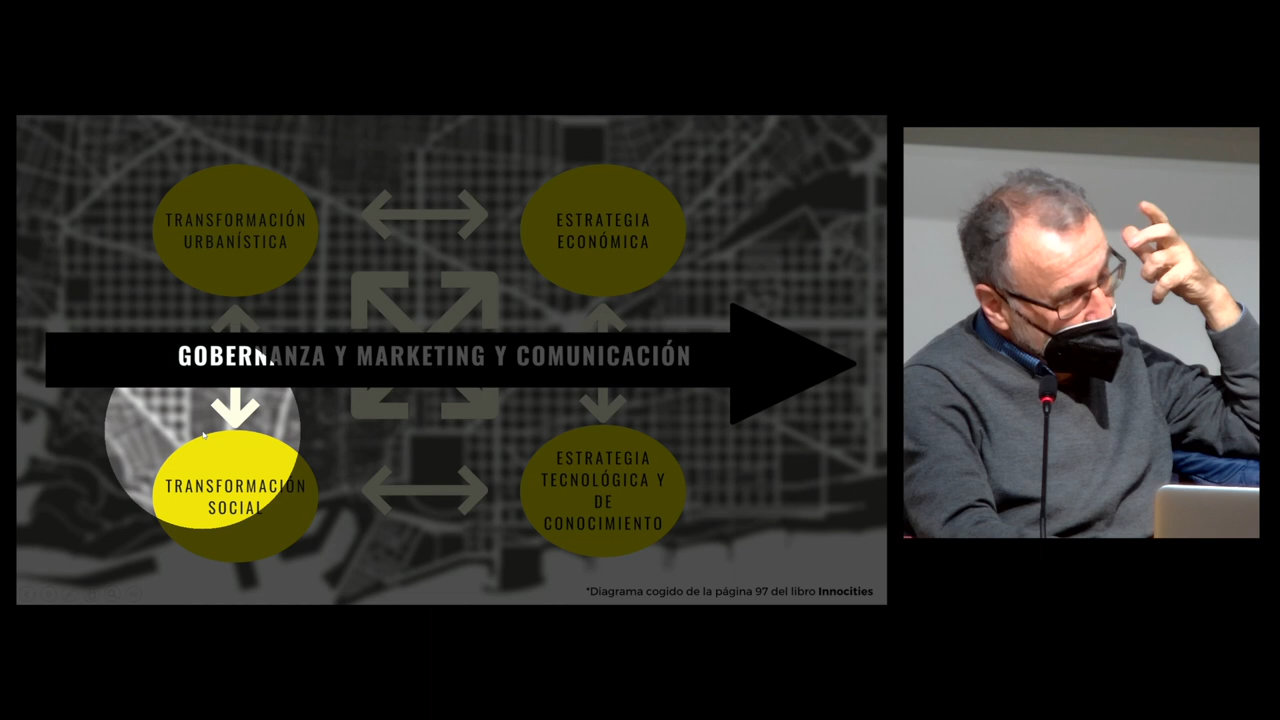 TRANSFORMACIÓN
URBANÍSTICA
ESTRATEGIA
ECONÓMICA
GOBERNANZA Y MARKETING Y COMUNICACIÓN
TRANSFORMACIÓN
SOCIAL
ESTRATEGIA
TECNOLÓGICA Y
DE
CONOCIMIENTO
*Diagrama cogido de la página 97 del libro Innocities